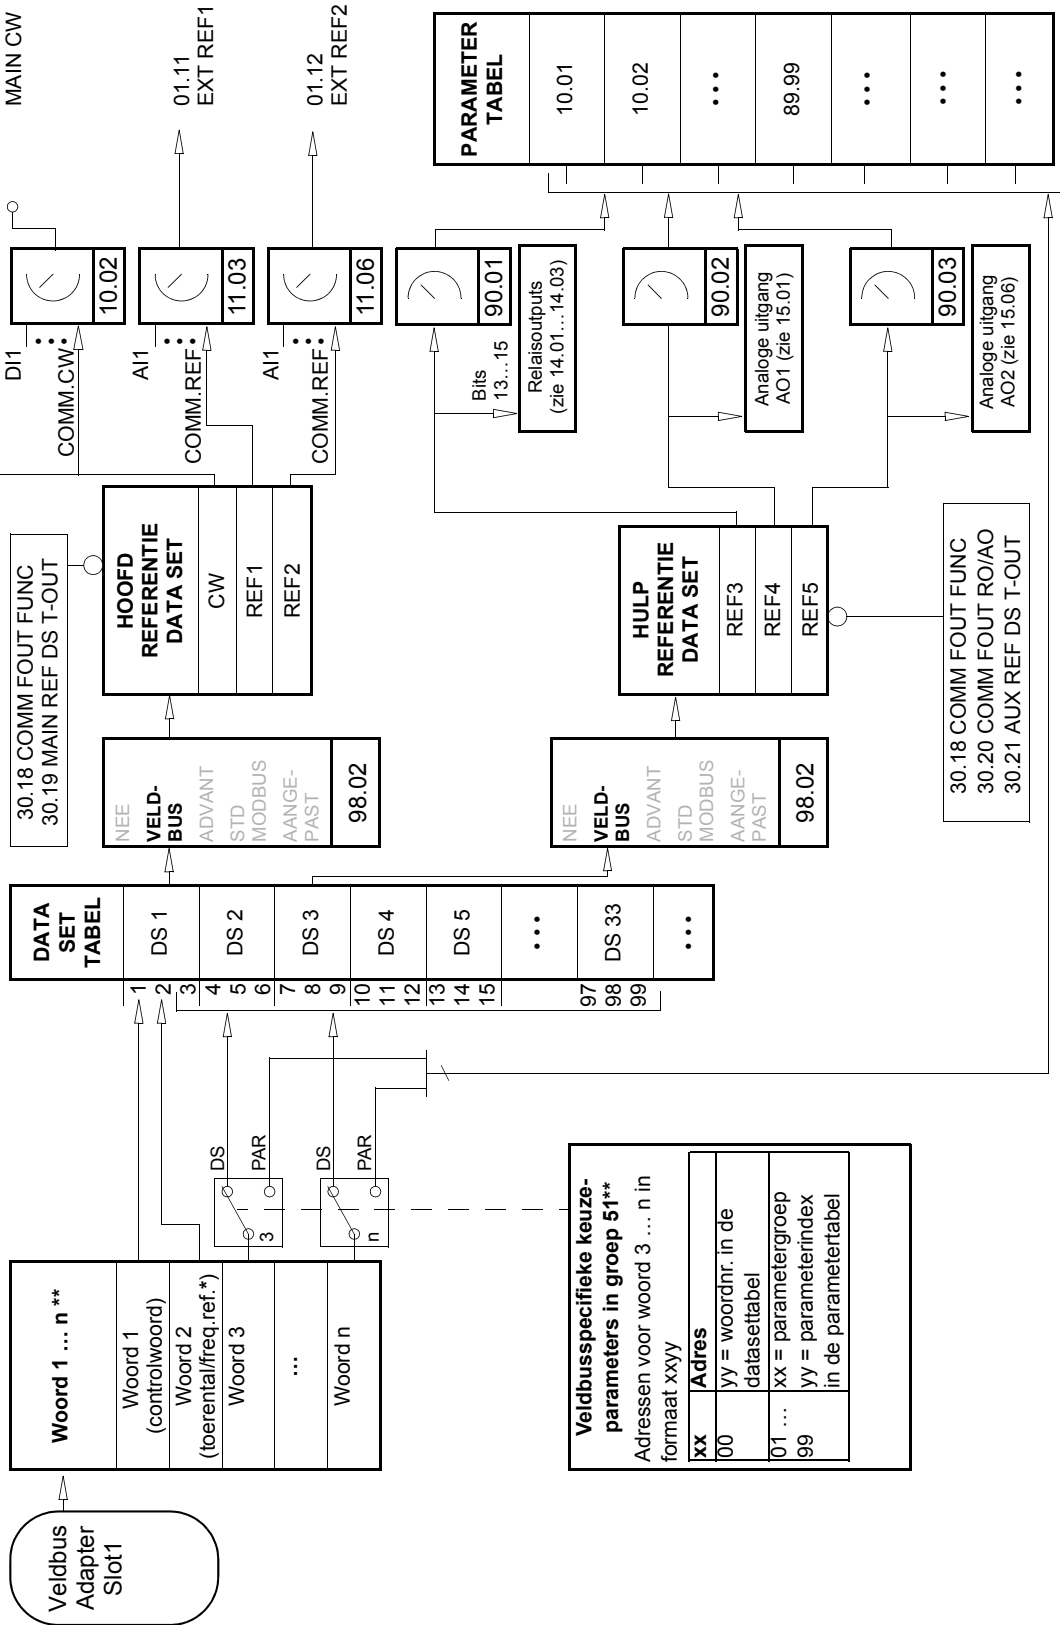 Veldbus
Adapter
Slot1
Woord 1 … n **
Woord 1
(controlwoord)
Woord 2
(toerental/freq.ref.*)
Woord 3
…
Woord n
3
DS
PAR
n
DS
PAR
Veldbusspecifieke keuze-
parameters in groep 51**
Adressen voor woord 3 … n in
formaat xxyy
xx Adres
00 yy = woordnr. in de
datasettabel
01 … xx = parametergroep
99 yy = parameterindex
in de parametertabel
DATA
SET
TABEL
1
2
3
DS 1
4
5
6
DS 2
7
8
9
DS 3
10
11
12
DS 4
13
14
15
DS 5
•••
97
98
99
DS 33
•••
NEE
VELD-
BUS
ADVANT
STD
MODBUS
AANGE-
PAST
98.02
NEE
VELD-
BUS
ADVANT
STD
MODBUS
AANGE-
PAST
98.02
30.18 COMM FOUT FUNC
30.19 MAIN REF DS T-OUT
HOOFD
REFERENTIE
DATA SET
CW
REF1
REF2
HULP
REFERENTIE
DATA SET
REF3
REF4
REF5
30.18 COMM FOUT FUNC
30.20 COMM FOUT RO/AO
30.21 AUX REF DS T-OUT
DI1
•••
COMM.CW
10.02
MAIN CW
AI1
•••
COMM.REF
11.03
01.11
EXT REF1
AI1
•••
COMM.REF
11.06
01.12
EXT REF2
90.01
Bits
13…15
Relaisoutputs
(zie 14.01…14.03)
90.02
Analoge uitgang
AO1 (zie 15.01)
90.03
Analoge uitgang
AO2 (zie 15.06)
PARAMETER
TABEL
10.01
10.02
•••
89.99
•••
•••
•••